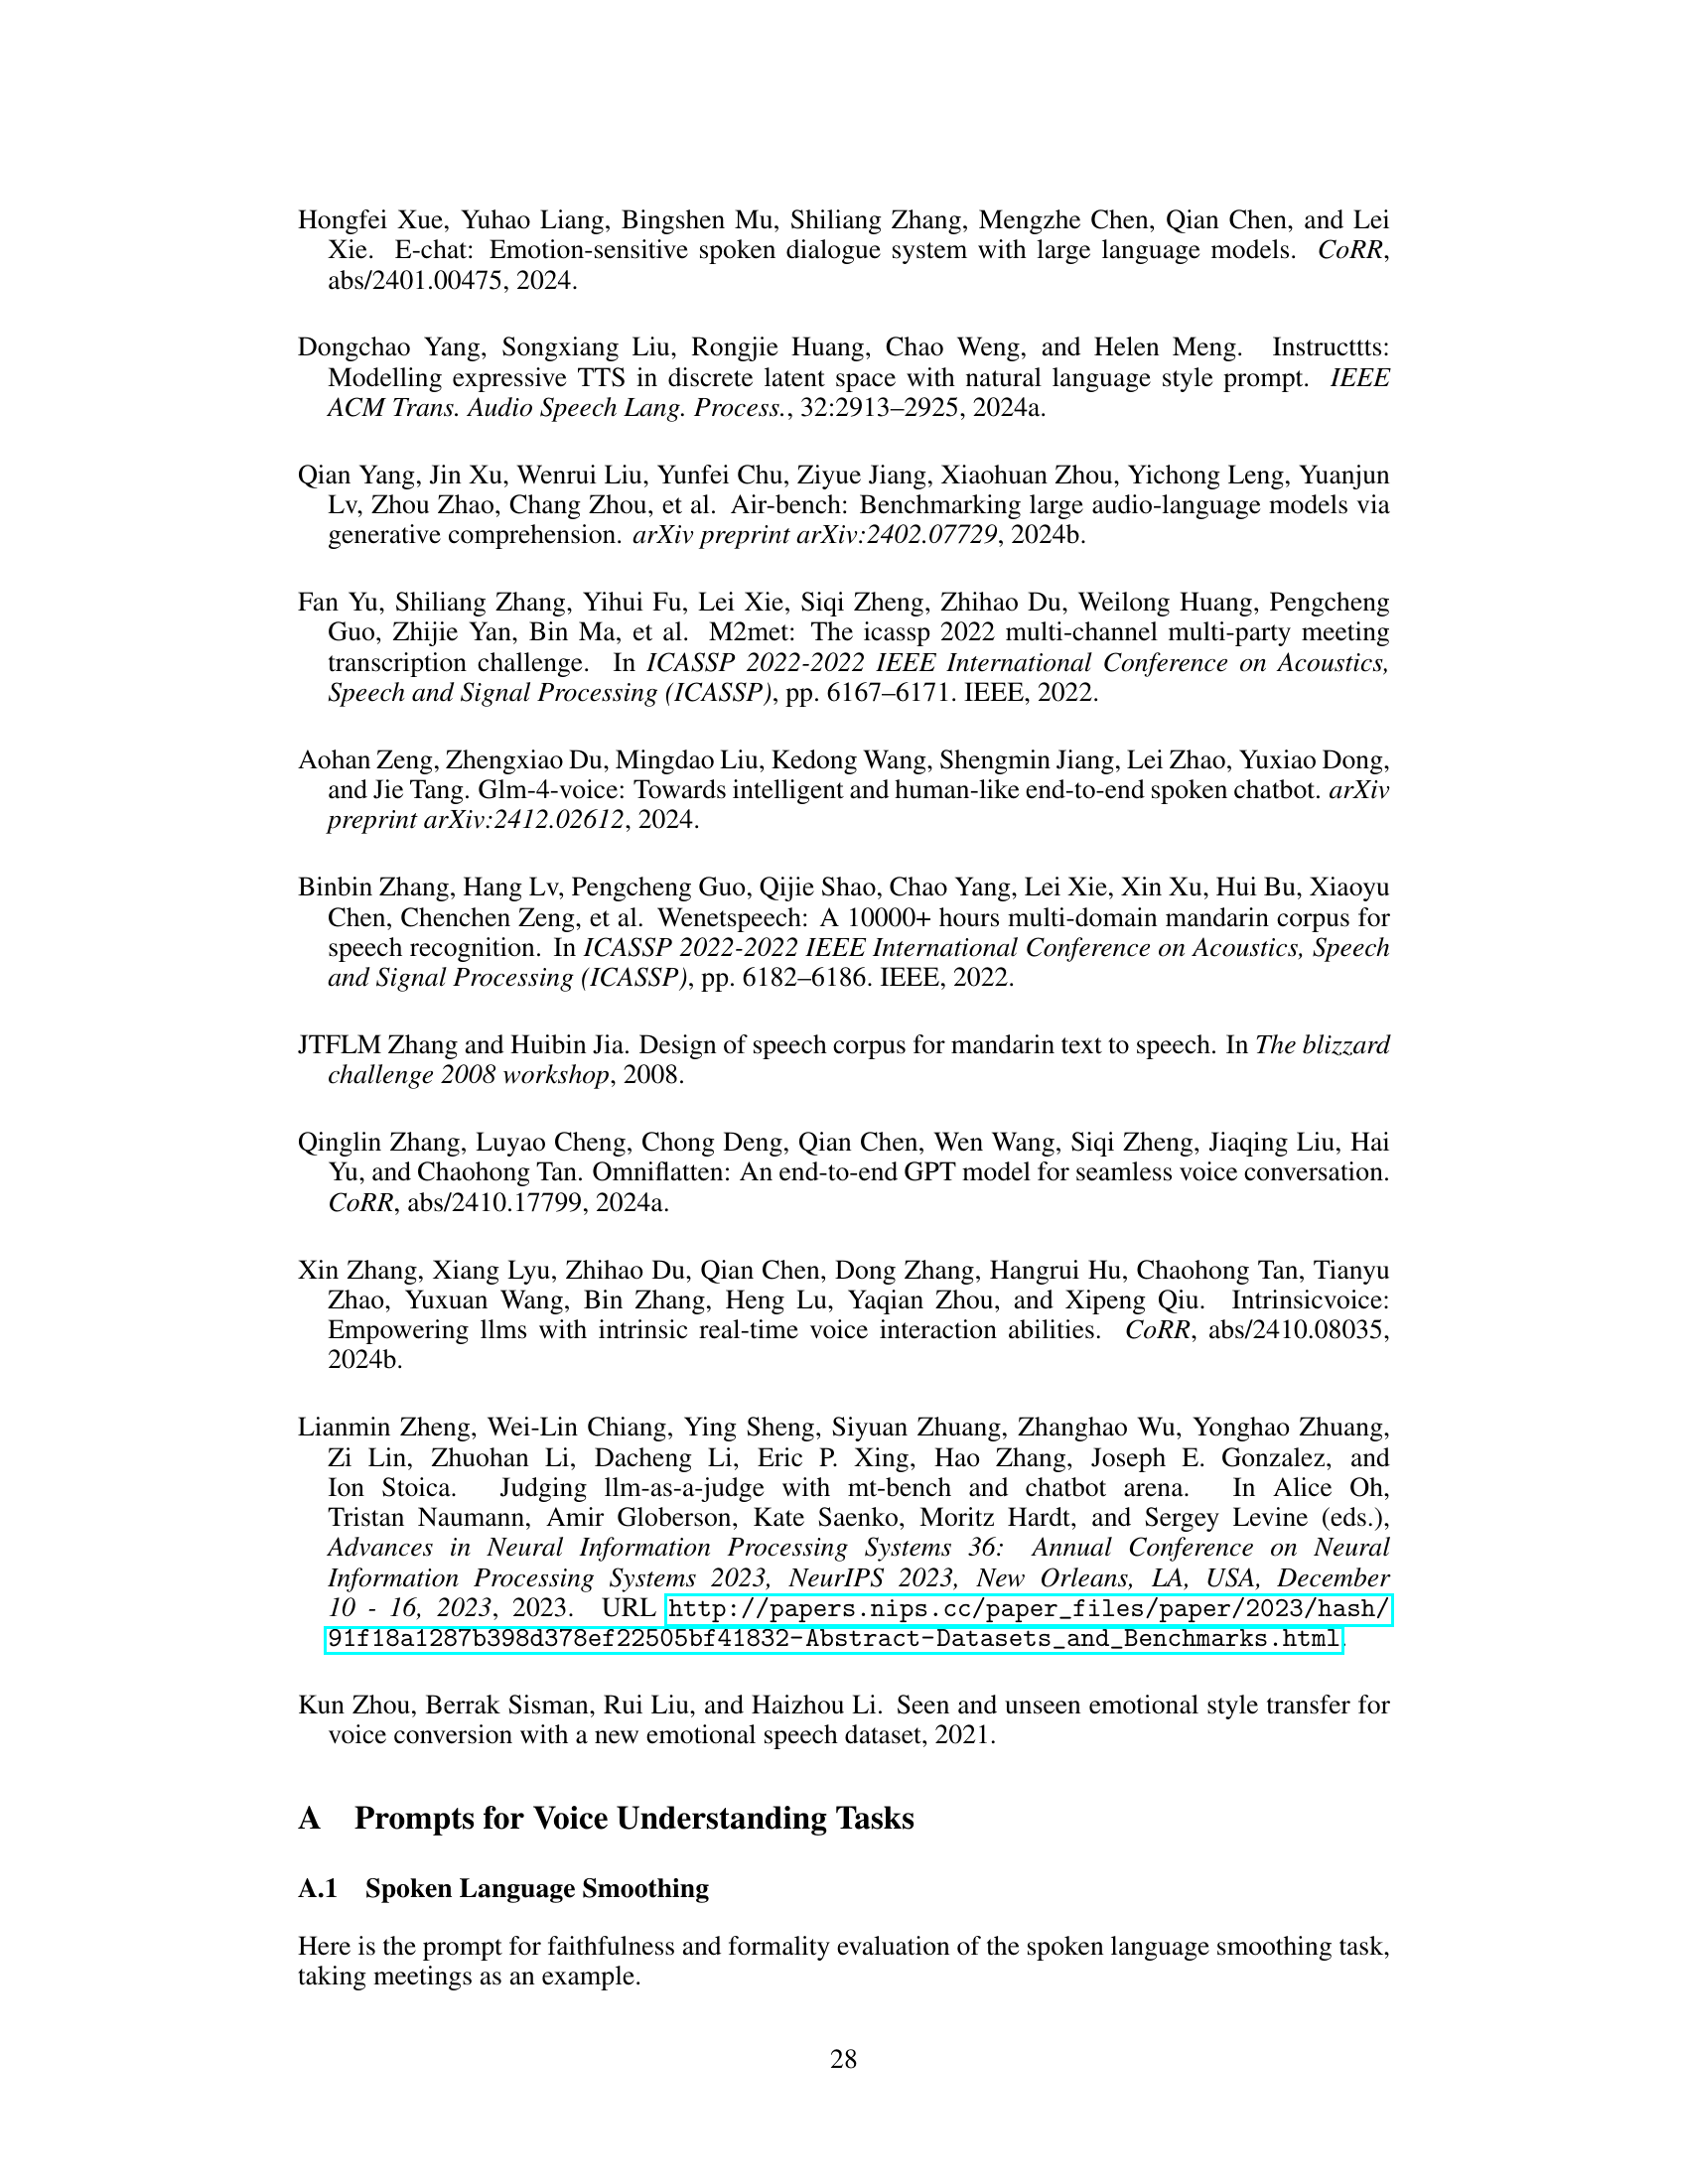 Hongfei Xue, Yuhao Liang, Bingshen Mu, Shiliang Zhang, Mengzhe Chen, Qian Chen, and Lei
Xie. E-chat: Emotion-sensitive spoken dialogue system with large language models. CoRR,
abs/2401.00475, 2024.
Dongchao Yang, Songxiang Liu, Rongjie Huang, Chao Weng, and Helen Meng. Instructtts:
Modelling expressive TTS in discrete latent space with natural language style prompt. IEEE
ACM Trans. Audio Speech Lang. Process., 32:2913–2925, 2024a.
Qian Yang, Jin Xu, Wenrui Liu, Yunfei Chu, Ziyue Jiang, Xiaohuan Zhou, Yichong Leng, Yuanjun
Lv, Zhou Zhao, Chang Zhou, et al. Air-bench: Benchmarking large audio-language models via
generative comprehension. arXiv preprint arXiv:2402.07729, 2024b.
Fan Yu, Shiliang Zhang, Yihui Fu, Lei Xie, Siqi Zheng, Zhihao Du, Weilong Huang, Pengcheng
Guo, Zhijie Yan, Bin Ma, et al. M2met: The icassp 2022 multi-channel multi-party meeting
transcription challenge. In ICASSP 2022-2022 IEEE International Conference on Acoustics,
Speech and Signal Processing (ICASSP), pp. 6167–6171. IEEE, 2022.
Aohan Zeng, Zhengxiao Du, Mingdao Liu, Kedong Wang, Shengmin Jiang, Lei Zhao, Yuxiao Dong,
and Jie Tang. Glm-4-voice: Towards intelligent and human-like end-to-end spoken chatbot. arXiv
preprint arXiv:2412.02612, 2024.
Binbin Zhang, Hang Lv, Pengcheng Guo, Qijie Shao, Chao Yang, Lei Xie, Xin Xu, Hui Bu, Xiaoyu
Chen, Chenchen Zeng, et al. Wenetspeech: A 10000+ hours multi-domain mandarin corpus for
speech recognition. In ICASSP 2022-2022 IEEE International Conference on Acoustics, Speech
and Signal Processing (ICASSP), pp. 6182–6186. IEEE, 2022.
JTFLM Zhang and Huibin Jia. Design of speech corpus for mandarin text to speech. In The blizzard
challenge 2008 workshop, 2008.
Qinglin Zhang, Luyao Cheng, Chong Deng, Qian Chen, Wen Wang, Siqi Zheng, Jiaqing Liu, Hai
Yu, and Chaohong Tan. Omniflatten: An end-to-end GPT model for seamless voice conversation.
CoRR, abs/2410.17799, 2024a.
Xin Zhang, Xiang Lyu, Zhihao Du, Qian Chen, Dong Zhang, Hangrui Hu, Chaohong Tan, Tianyu
Zhao, Yuxuan Wang, Bin Zhang, Heng Lu, Yaqian Zhou, and Xipeng Qiu. Intrinsicvoice:
Empowering llms with intrinsic real-time voice interaction abilities. CoRR, abs/2410.08035,
2024b.
Lianmin Zheng, Wei-Lin Chiang, Ying Sheng, Siyuan Zhuang, Zhanghao Wu, Yonghao Zhuang,
Zi Lin, Zhuohan Li, Dacheng Li, Eric P. Xing, Hao Zhang, Joseph E. Gonzalez, and
Ion Stoica. Judging llm-as-a-judge with mt-bench and chatbot arena. In Alice Oh,
Tristan Naumann, Amir Globerson, Kate Saenko, Moritz Hardt, and Sergey Levine (eds.),
Advances in Neural Information Processing Systems 36: Annual Conference on Neural
Information Processing Systems 2023, NeurIPS 2023, New Orleans, LA, USA, December
10 - 16, 2023, 2023. URL http://papers.nips.cc/paper_files/paper/2023/hash/
91f18a1287b398d378ef22505bf41832-Abstract-Datasets_and_Benchmarks.html.
Kun Zhou, Berrak Sisman, Rui Liu, and Haizhou Li. Seen and unseen emotional style transfer for
voice conversion with a new emotional speech dataset, 2021.
A Prompts for Voice Understanding Tasks
A.1 Spoken Language Smoothing
Here is the prompt for faithfulness and formality evaluation of the spoken language smoothing task,
taking meetings as an example.
28